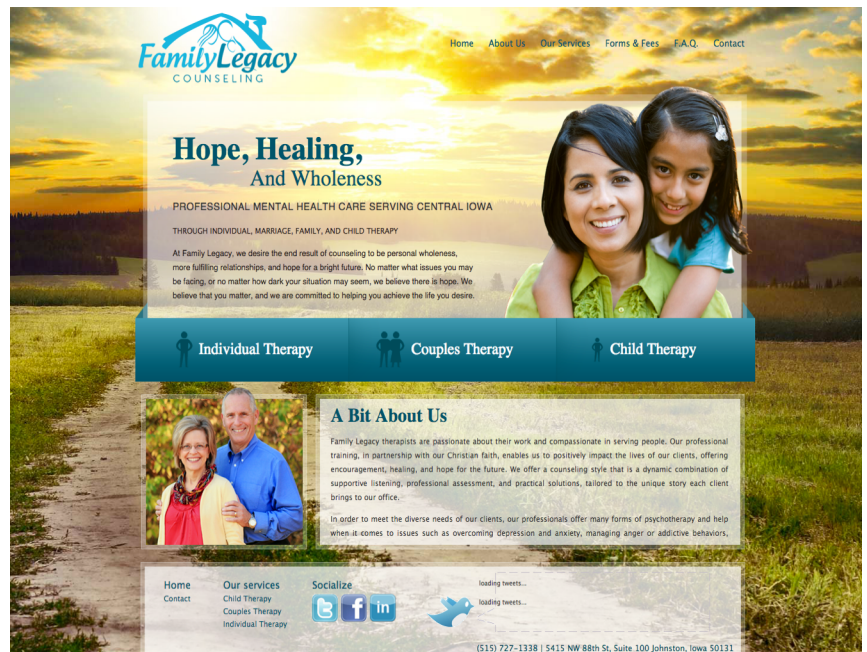 FamilyLegacy
COUNSELING
Home About Us Our Services Forms & Fees F.A.Q. Contact
Hope, Healing,
And Wholeness
PROFESSIONAL MENTAL HEALTH CARE SERVING CENTRAL IOWA
THROUGH INDIVIDUAL, MARRIAGE, FAMILY, AND CHILD THERAPY
At Family Legacy, we desire the end result of counseling to be personal wholeness,
more fulfilling relationships, and hope for a bright future. No matter what issues you may
be facing, or no matter how dark your situation may seem, we believe there is hope. We
believe that you matter, and we are committed to helping you achieve the life you desire.
Individual Therapy Couples Therapy Child Therapy
A Bit About Us
Family Legacy therapists are passionate about their work and compassionate in serving people. Our professional
training, in partnership with our Christian faith, enables us to positively impact the lives of our clients, offering
encouragement, healing, and hope for the future. We offer a counseling style that is a dynamic combination of
supportive listening, professional assessment, and practical solutions, tailored to the unique story each client
brings to our office.
In order to meet the diverse needs of our clients, our professionals offer many forms of psychotherapy and help
when it comes to issues such as overcoming depression and anxiety, managing anger or addictive behaviors,
Home
Contact
Our services
Child Therapy
Couples Therapy
Individual Therapy
Socialize
t f in
loading tweets...
loading tweets...
(515) 727-1338 | 5415 NW 88th St, Suite 100 Johnston, Iowa 50131